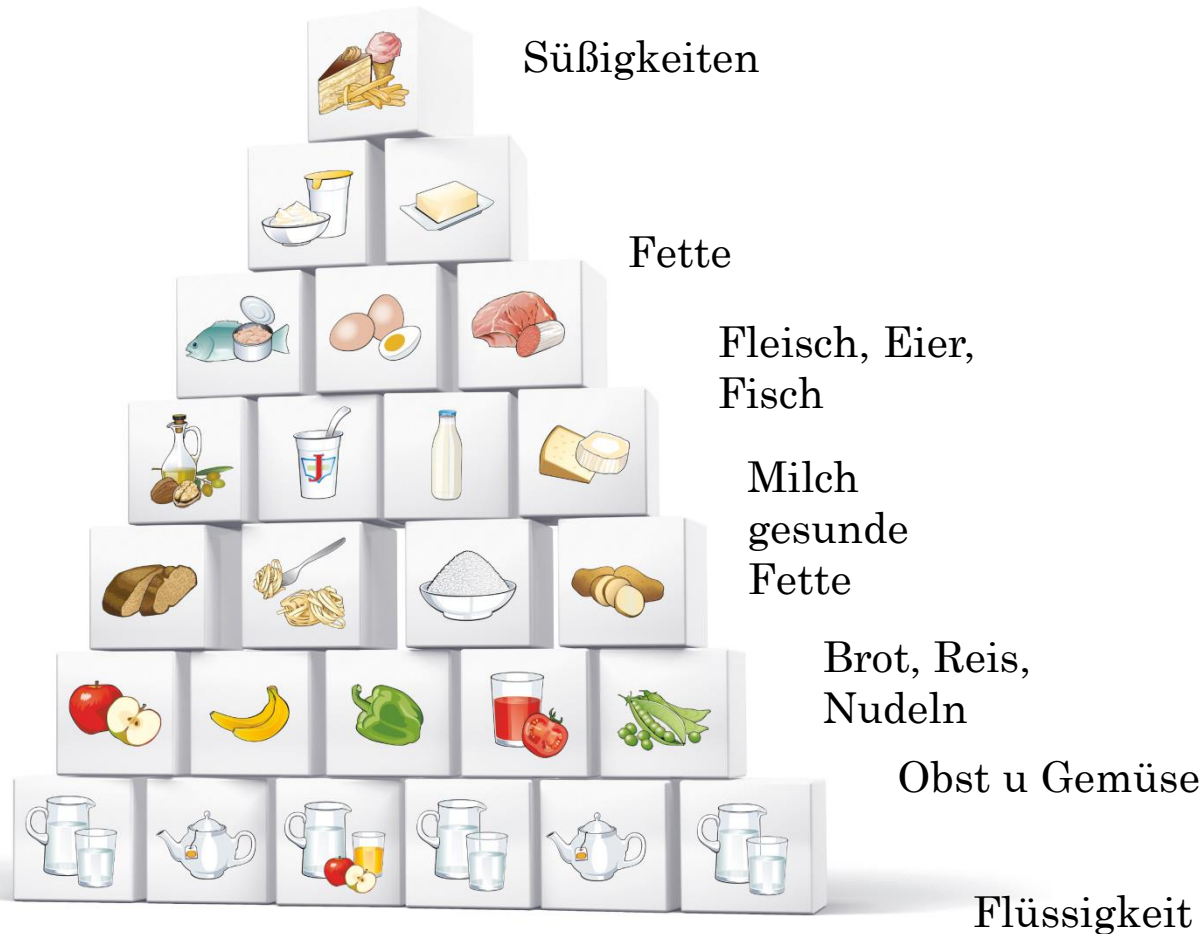 Süßigkeiten
Fette
Fleisch, Eier,
Fisch
J
Milch
gesunde
Fette
Brot, Reis,
Nudeln
Obst u Gemüse
Flüssigkeit